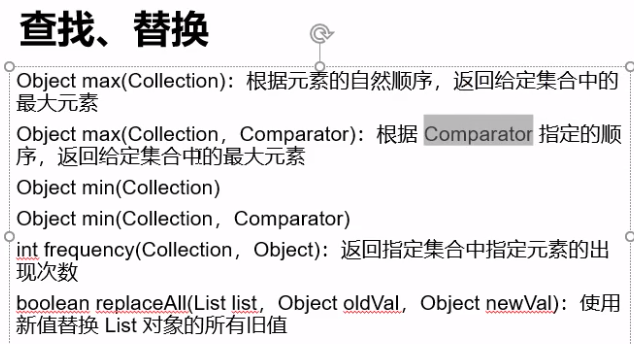 查找、替换
Object max(Collection)：根据元素的自然顺序，返回给定集合中的
最大元素
Object max(Collection，Comparator)：根据 Comparator 指定的顺
序，返回给定集合中的最大元素
Object min(Collection)
Object min(Collection，Comparator)
int frequency(Collection，Object)：返回指定集合中指定元素的出
现次数
boolean replaceAll(List list，Object oldVal，Object newVal)：使用
新值替换 List 对象的所有旧值